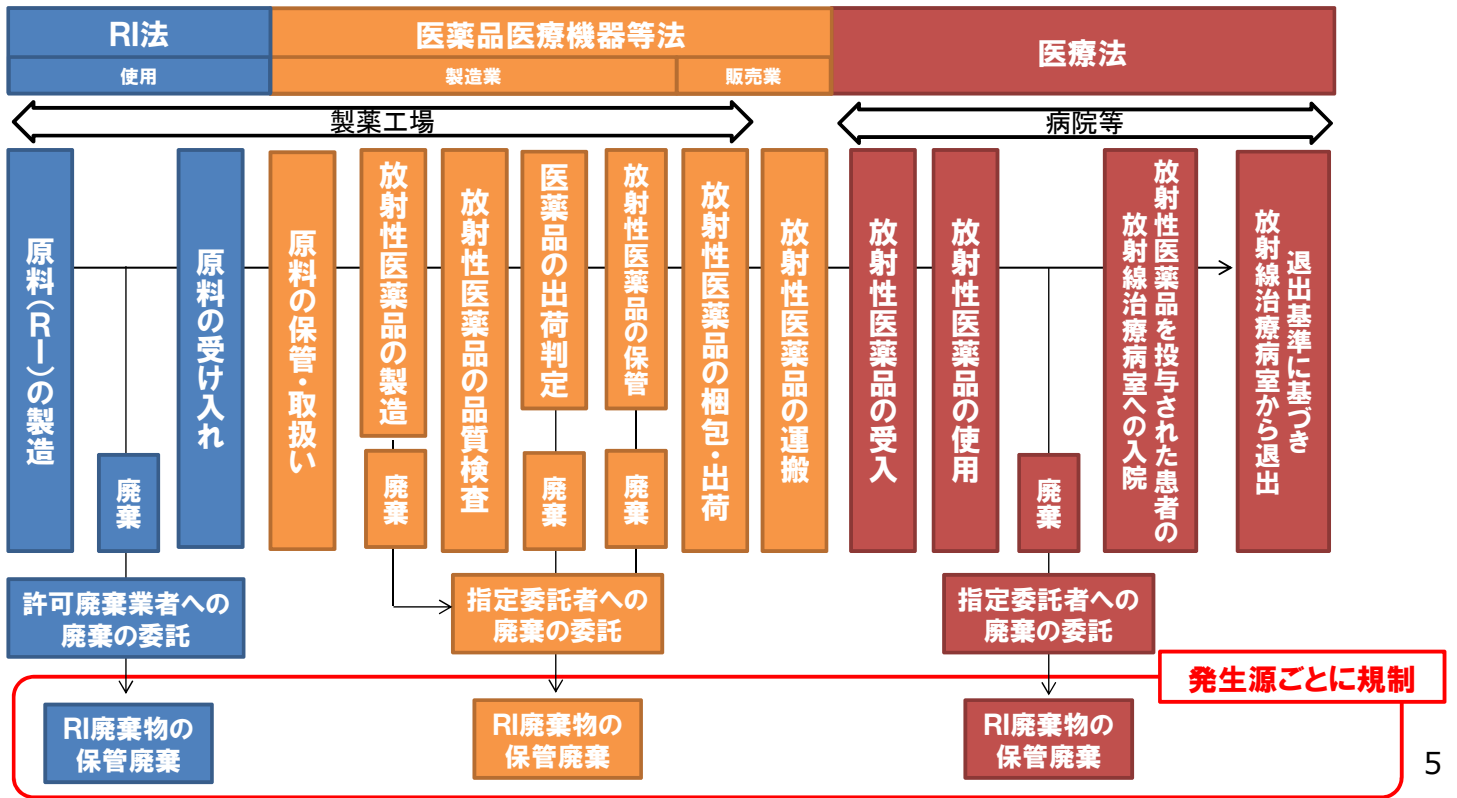 RI法
医薬品医療機器等法
医療法
使用
製造業
販売業
製薬工場
病院等
原料(RI)の製造
廃棄
原料の受け入れ
原料の保管・取扱い
放射性医薬品の製造
廃棄
放射性医薬品の品質検査
医薬品の出荷判定
廃棄
放射性医薬品の保管
廃棄
放射性医薬品の梱包・出荷
放射性医薬品の運搬
放射性医薬品の受入
放射性医薬品の使用
廃棄
放射性医薬品を投与された患者の
放射線治療病室への入院
退出基準に基づき
放射線治療病室から退出
許可廃棄業者への
廃棄の委託
指定委託者への
廃棄の委託
指定委託者への
廃棄の委託
発生源ごとに規制
RI廃棄物の
保管廃棄
RI廃棄物の
保管廃棄
RI廃棄物の
保管廃棄
5